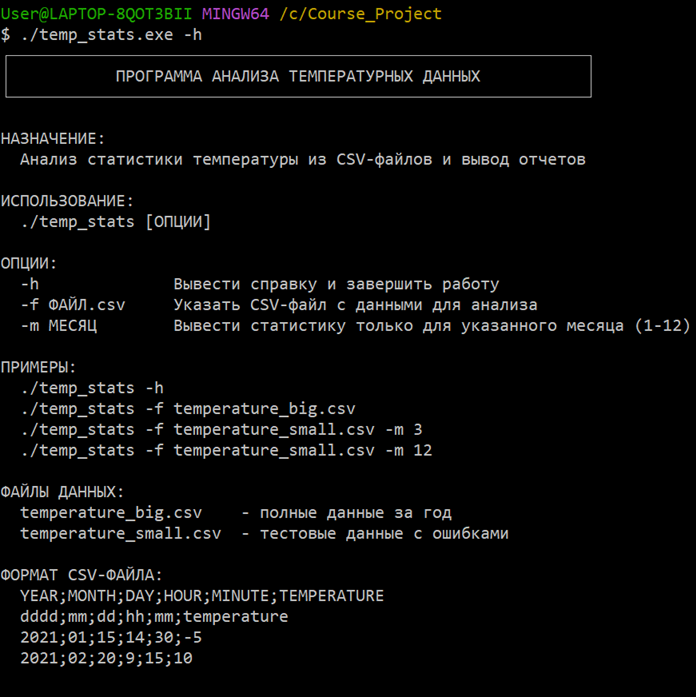 User@LAPTOP-8QOT3BII MINGW64 /c/Course_Project
$ ./temp_stats.exe -h
ПРОГРАММА АНАЛИЗА ТЕМПЕРАТУРНЫХ ДАННЫХ
НАЗНАЧЕНИЕ:
Анализ статистики температуры из CSV-файлов и вывод отчетов
ИСПОЛЬЗОВАНИЕ:
./temp_stats [ОПЦИИ]
ОПЦИИ:
-h Вывести справку и завершить работу
-f ФАЙЛ.csv Указать CSV-файл с данными для анализа
-m МЕСЯЦ Вывести статистику только для указанного месяца (1-12)
ПРИМЕРЫ:
./temp_stats -h
./temp_stats -f temperature_big.csv
./temp_stats -f temperature_small.csv -m 3
./temp_stats -f temperature_small.csv -m 12
ФАЙЛЫ ДАННЫХ:
temperature_big.csv - полные данные за год
temperature_small.csv - тестовые данные с ошибками
ФОРМАТ CSV-ФАЙЛА:
YEAR;MONTH;DAY;HOUR;MINUTE;TEMPERATURE
dddd;mm;dd;hh;mm;temperature
2021;01;15;14;30;-5
2021;02;20;9;15;10